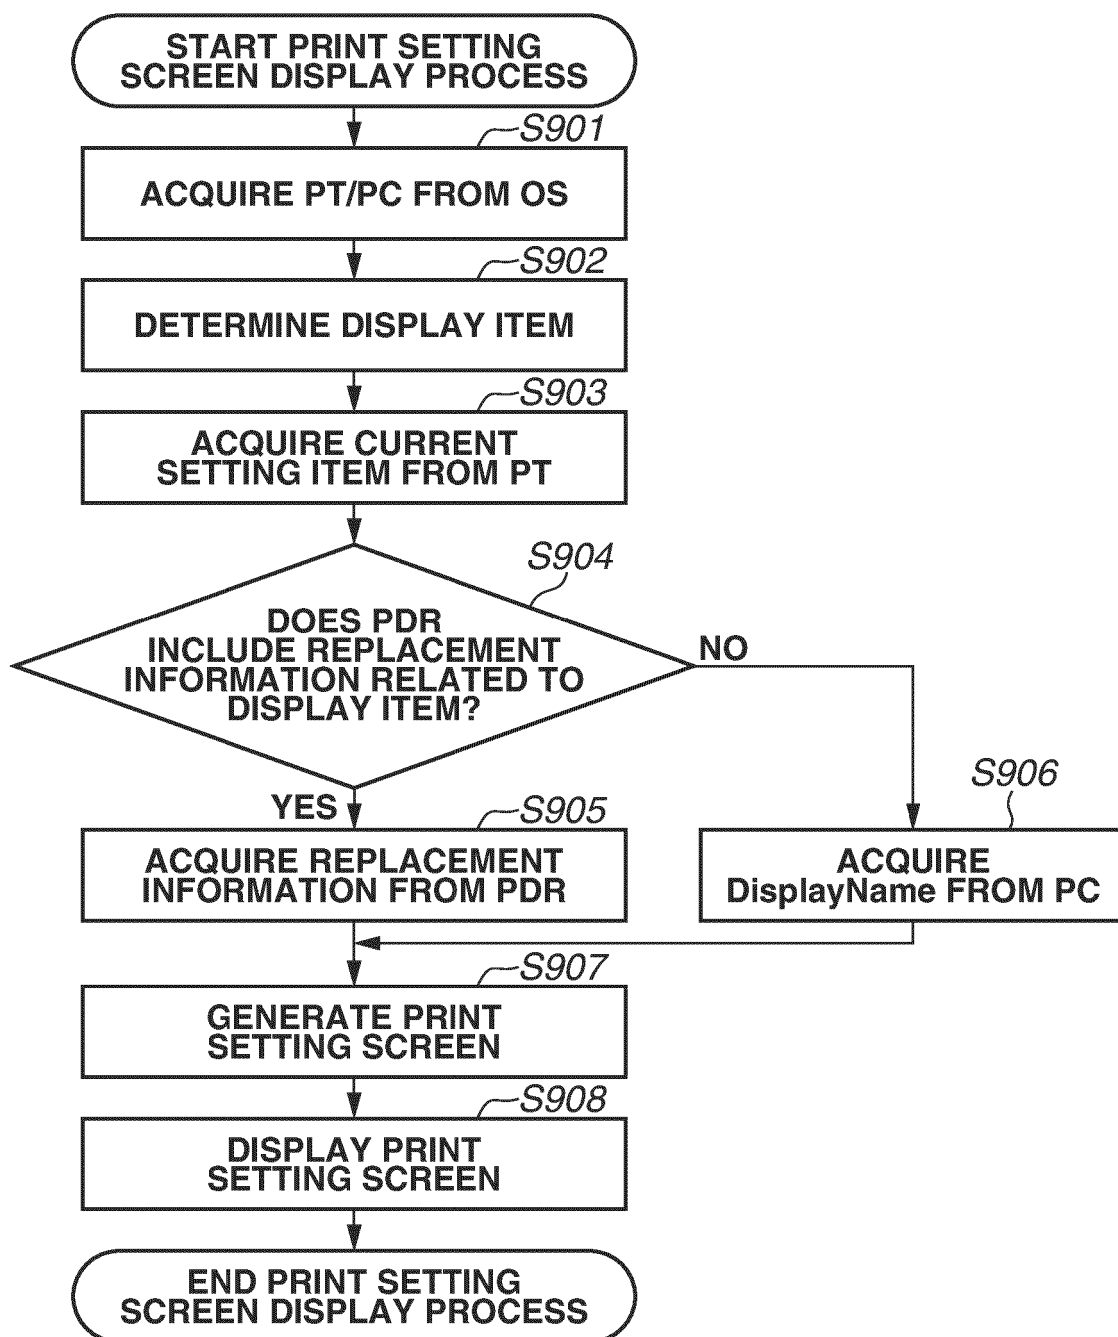 START PRINT SETTING
SCREEN DISPLAY PROCESS
S901
ACQUIRE PT/PC FROM OS
S902
DETERMINE DISPLAY ITEM
S903
ACQUIRE CURRENT
SETTING ITEM FROM PT
S904
DOES PDR
INCLUDE REPLACEMENT
INFORMATION RELATED TO
DISPLAY ITEM?
NO
YES
S905
ACQUIRE REPLACEMENT
INFORMATION FROM PDR
S906
ACQUIRE
DisplayName FROM PC
S907
GENERATE PRINT
SETTING SCREEN
S908
DISPLAY PRINT
SETTING SCREEN
END PRINT SETTING
SCREEN DISPLAY PROCESS